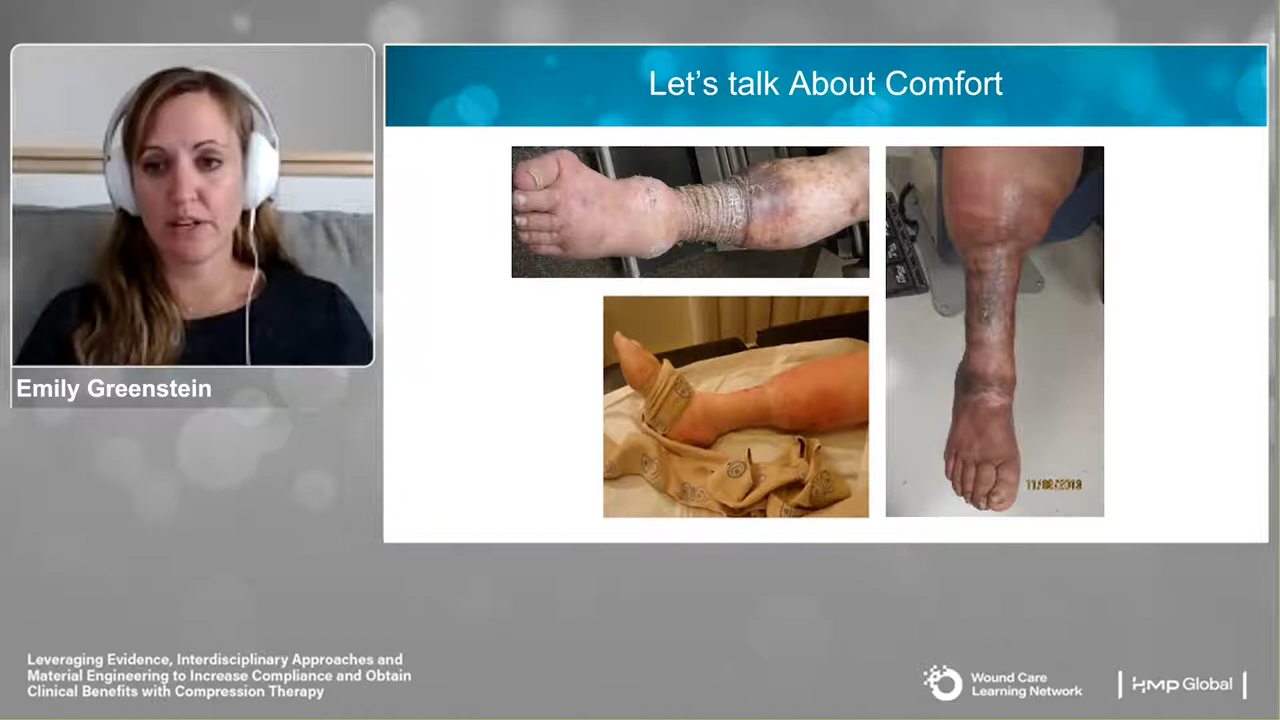 Let's talk About Comfort
Emily Greenstein
11/08/2013
Leveraging Evidence, Interdisciplinary Approaches and
Material Engineering to Increase Compliance and Obtain
Clinical Benefits with Compression Therapy
Wound Care
Learning Network
HMP Global